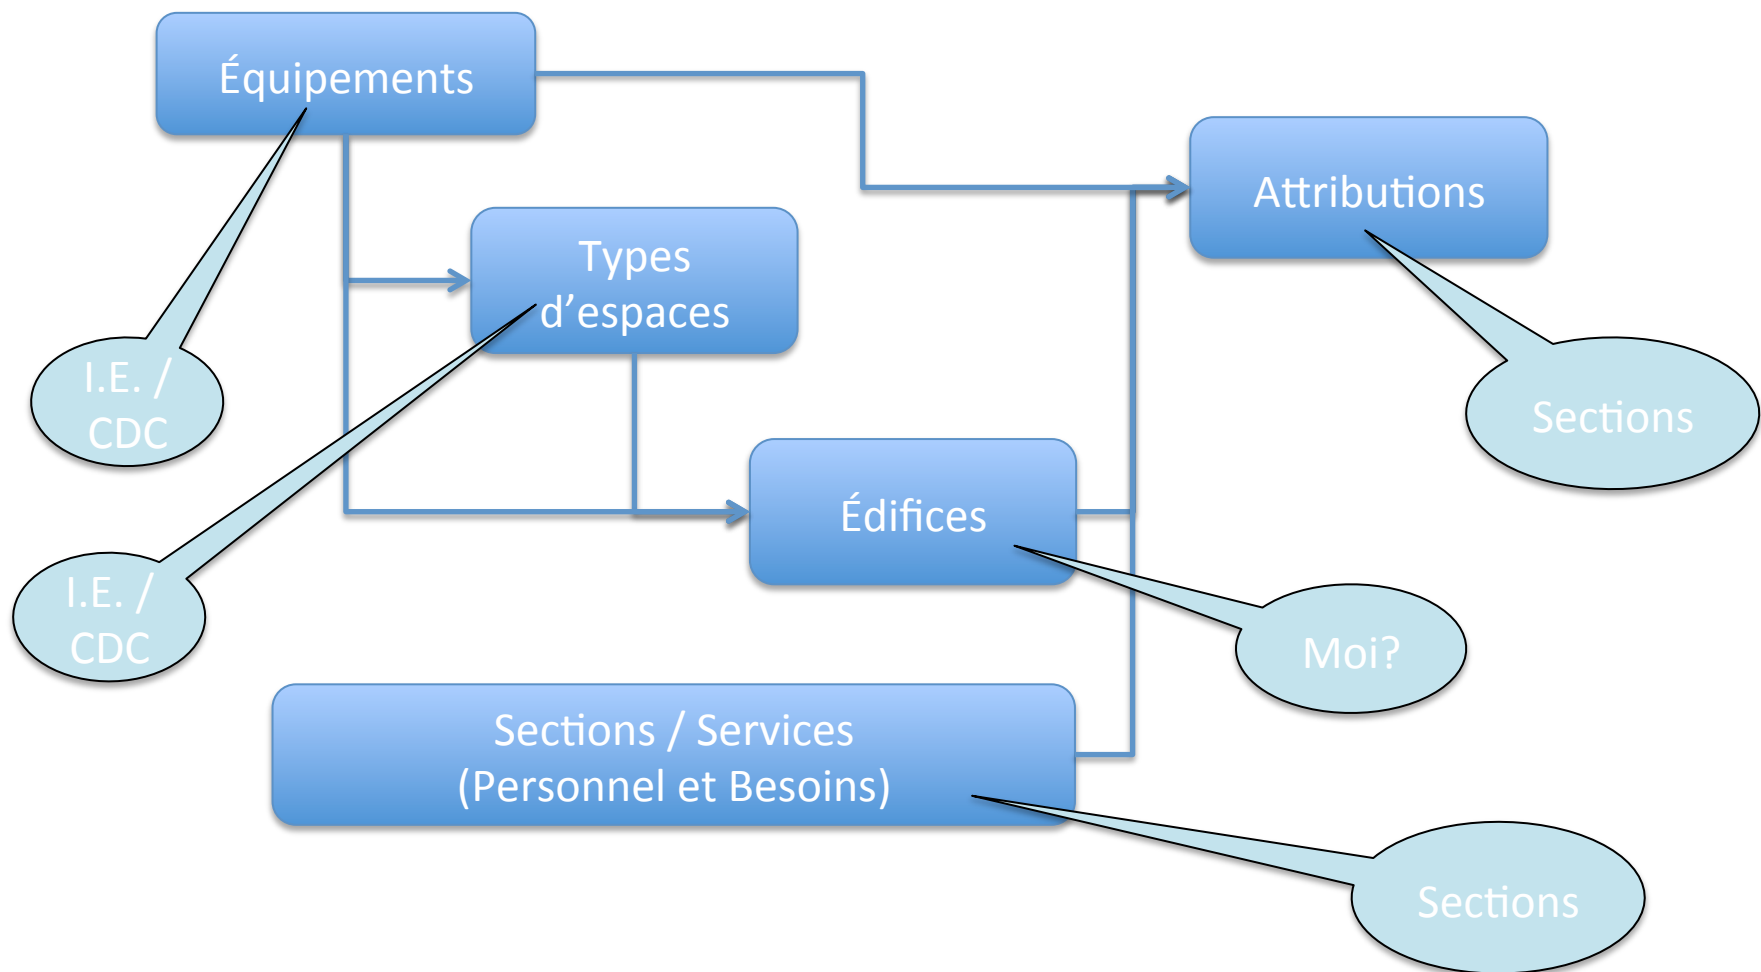 Équipements
Attributions
Types
d’espaces
I.E. /
CDC
Sections
Édifices
I.E. /
CDC
Moi?
Sections / Services
(Personnel et Besoins)
Sections